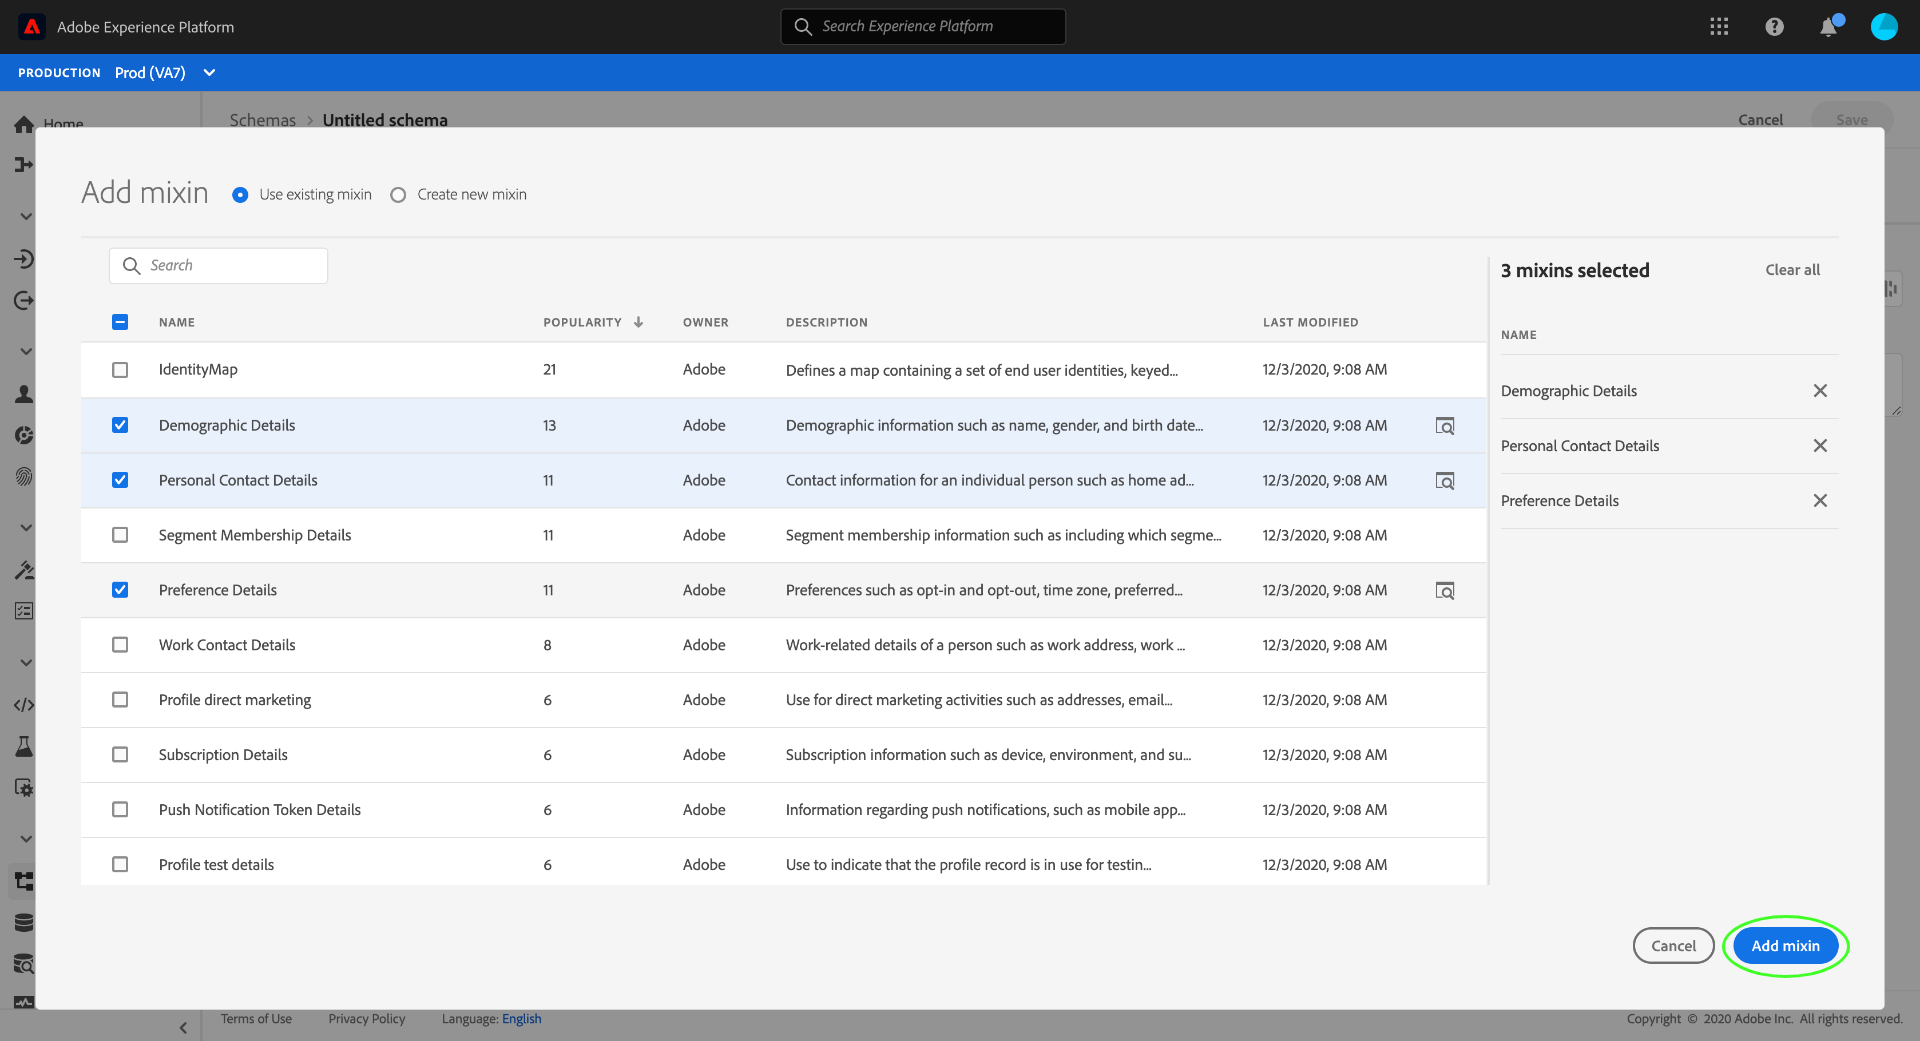 Adobe Experience Platform
Search Experience Platform
PRODUCTION Prod (VA7)
Home
Schemas > Untitled schema
Cancel Save
Add mixin Use existing mixin Create new mixin
Search
NAME POPULARITY ↓ OWNER DESCRIPTION LAST MODIFIED
IdentityMap 21 Adobe Defines a map containing a set of end user identities, keyed... 12/3/2020, 9:08 AM
Demographic Details 13 Adobe Demographic information such as name, gender, and birth date... 12/3/2020, 9:08 AM
Personal Contact Details 11 Adobe Contact information for an individual person such as home ad... 12/3/2020, 9:08 AM
Segment Membership Details 11 Adobe Segment membership information such as including which segme... 12/3/2020, 9:08 AM
Preference Details 11 Adobe Preferences such as opt-in and opt-out, time zone, preferred... 12/3/2020, 9:08 AM
Work Contact Details 8 Adobe Work-related details of a person such as work address, work ... 12/3/2020, 9:08 AM
Profile direct marketing 6 Adobe Use for direct marketing activities such as addresses, email... 12/3/2020, 9:08 AM
Subscription Details 6 Adobe Subscription information such as device, environment, and su... 12/3/2020, 9:08 AM
Push Notification Token Details 6 Adobe Information regarding push notifications, such as mobile app... 12/3/2020, 9:08 AM
Profile test details 6 Adobe Use to indicate that the profile record is in use for testin... 12/3/2020, 9:08 AM
3 mixins selected Clear all
NAME
Demographic Details
Personal Contact Details
Preference Details
Cancel Add mixin
Terms of Use Privacy Policy Language: English
Copyright © 2020 Adobe Inc. All rights reserved.